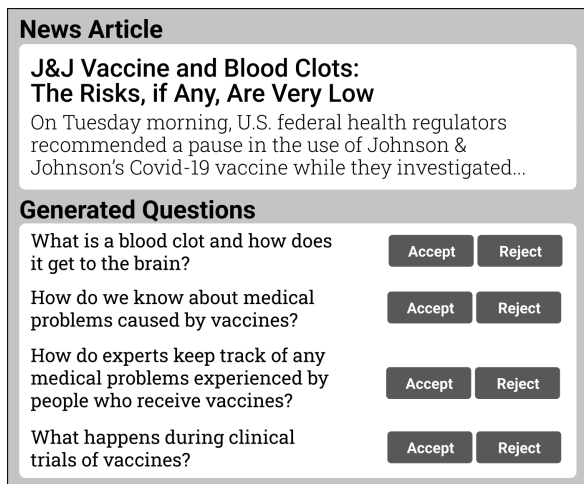 News Article
J&J Vaccine and Blood Clots:
The Risks, if Any, Are Very Low
On Tuesday morning, U.S. federal health regulators
recommended a pause in the use of Johnson &
Johnson's Covid-19 vaccine while they investigated...
Generated Questions
What is a blood clot and how does
it get to the brain?
Accept Reject
How do we know about medical
problems caused by vaccines?
Accept Reject
How do experts keep track of any
medical problems experienced by
people who receive vaccines?
Accept Reject
What happens during clinical
trials of vaccines?
Accept Reject